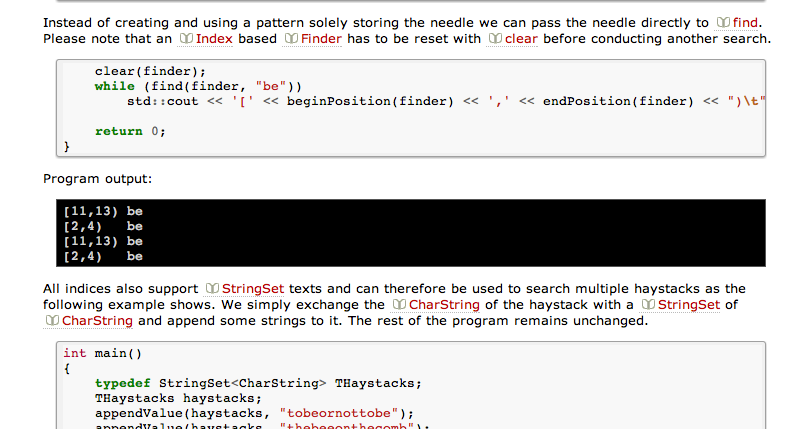 Instead of creating and using a pattern solely storing the needle we can pass the needle directly to find.
Please note that an Index based Finder has to be reset with clear before conducting another search.
clear(finder);
while (find(finder, "be"))
std::cout << '[' << beginPosition(finder) << ',' << endPosition(finder) << ")\t"
return 0;
}
Program output:
[11,13) be
[2,4) be
[11,13) be
[2,4) be
All indices also support StringSet texts and can therefore be used to search multiple haystacks as the
following example shows. We simply exchange the CharString of the haystack with a StringSet of
CharString and append some strings to it. The rest of the program remains unchanged.
int main()
{
typedef StringSet<CharString> THaystacks;
THaystacks haystacks;
appendValue(haystacks, "tobeornottobe");
appendValue(haystacks, "thebeeonthecomb");